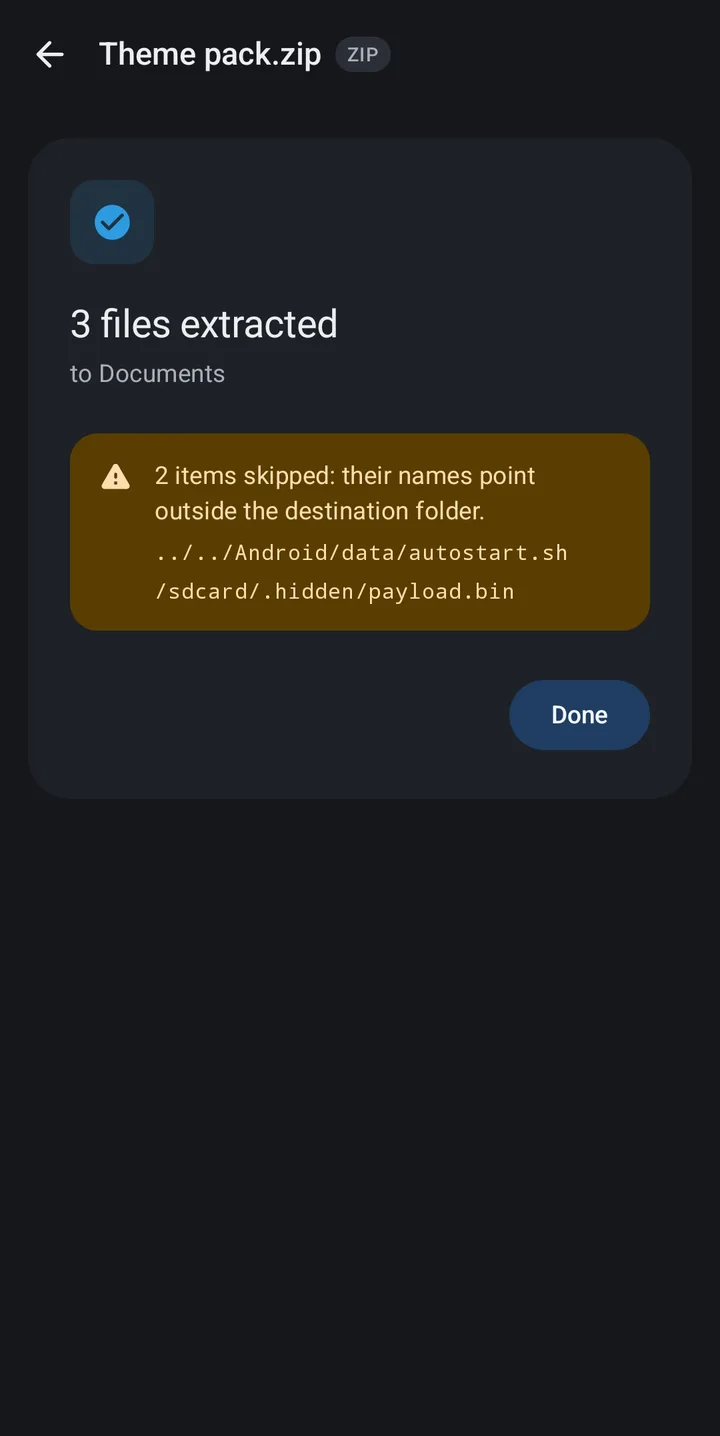 Theme pack.zip ZIP
3 files extracted
to Documents
2 items skipped: their names point
outside the destination folder.
../../Android/data/autostart.sh
/sdcard/.hidden/payload.bin
Done